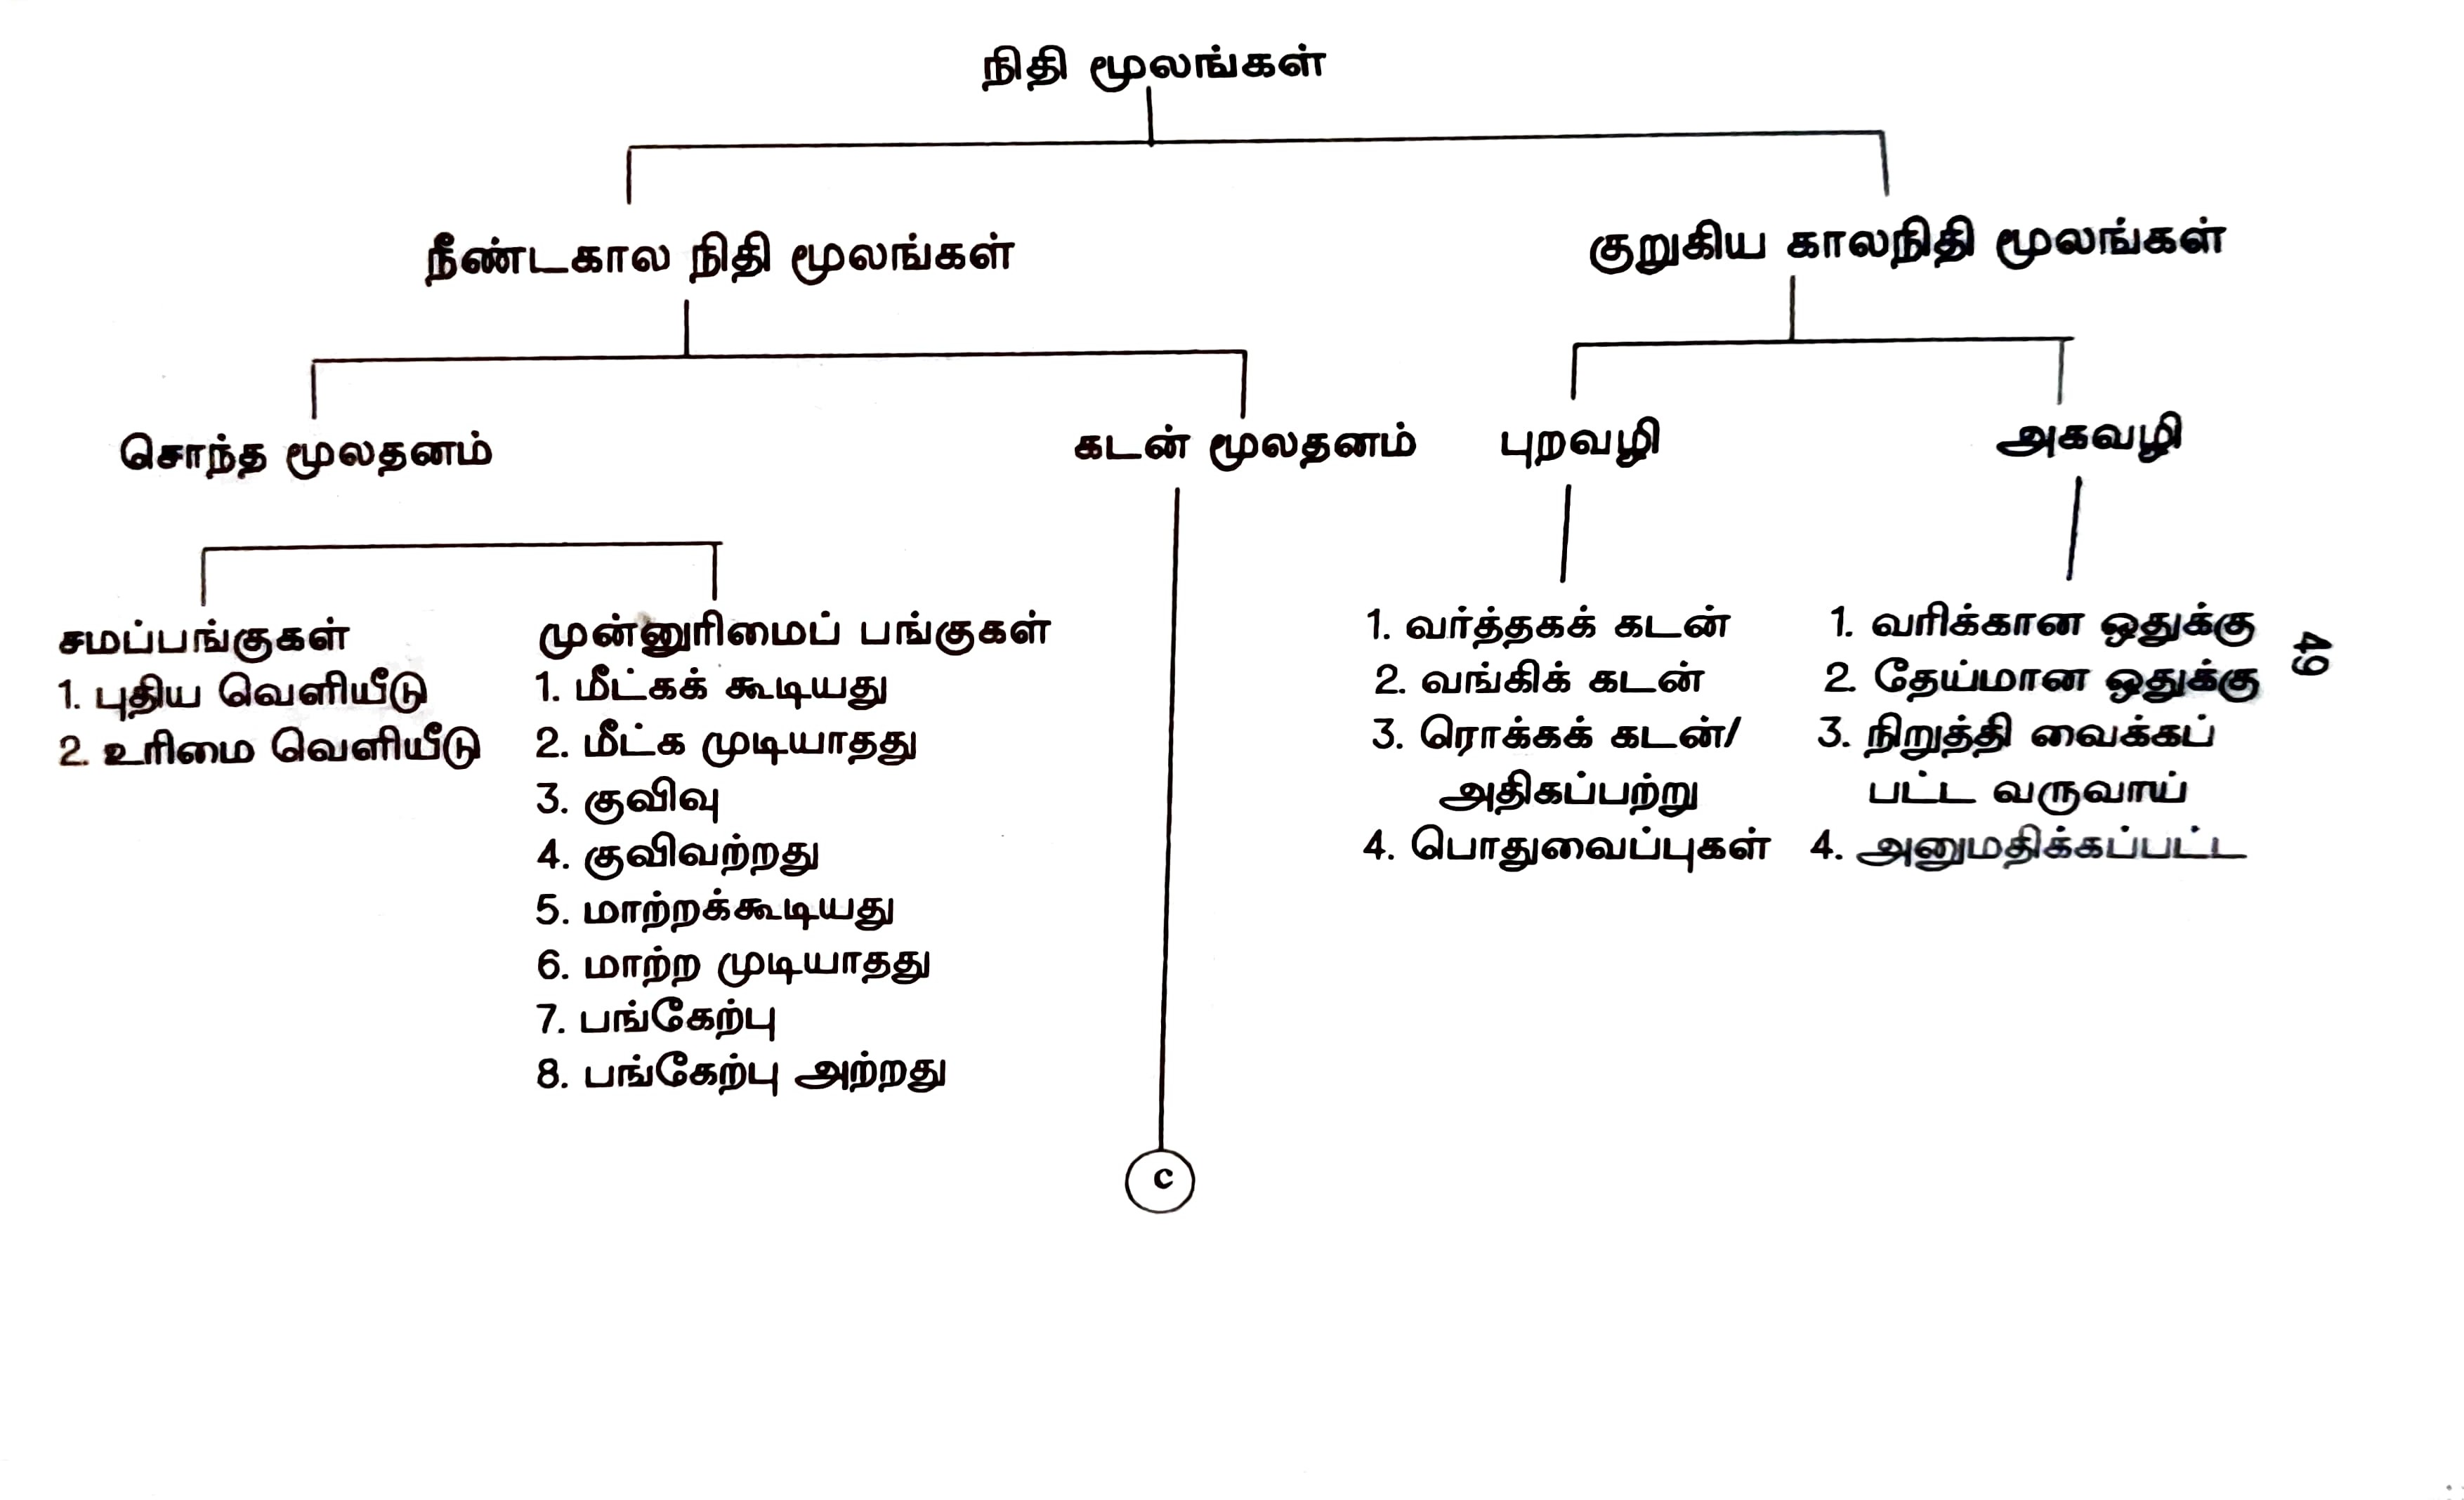 நிதி மூலங்கள்
நீண்டகால நிதி மூலங்கள்
குறுகிய காலநிதி மூலங்கள்
சொந்த மூலதனம்
கடன் மூலதனம்
புறவழி
அகவழி
சமப்பங்குகள்
1. புதிய வெளியீடு
2. உரிமை வெளியீடு
முன்னுரிமைப் பங்குகள்
1. மீட்கக் கூடியது
2. மீட்க முடியாதது
3. குவிவு
4. குவிவற்றது
5. மாற்றக்கூடியது
6. மாற்ற முடியாதது
7. பங்கேற்பு
8. பங்கேற்பு அற்றது
c
1. வர்த்தகக் கடன்
2. வங்கிக் கடன்
3. ரொக்கக் கடன்/
அதிகப்பற்று
4. பொதுவைப்புகள்
1. வரிக்கான ஒதுக்கு
2. தேய்மான ஒதுக்கு
3. நிறுத்தி வைக்கப்
பட்ட வருவாய்
4. அனுமதிக்கப்பட்ட
49